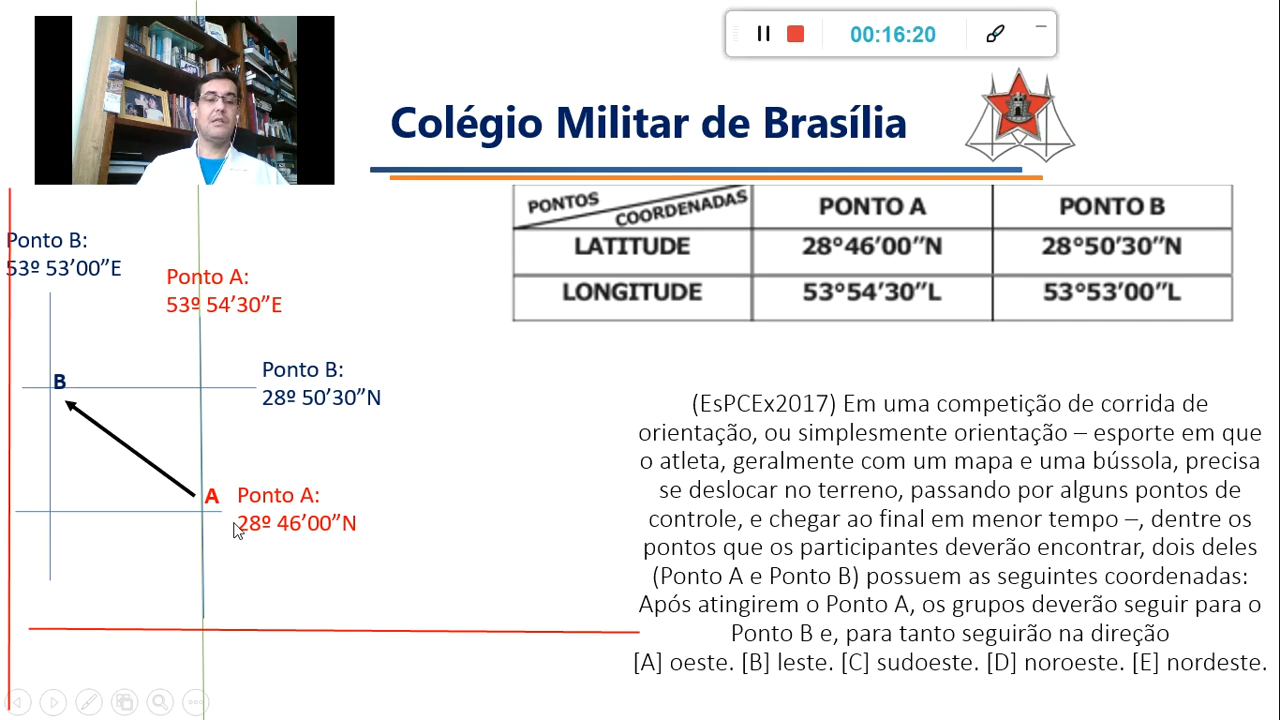 00:16:20
Colégio Militar de Brasília
PONTOS
COORDENADAS
PONTO A
PONTO B
LATITUDE
28°46’00”N
28°50’30”N
LONGITUDE
53°54’30”L
53°53’00”L
Ponto B:
53º 53’00”E
Ponto A:
53º 54’30”E
Ponto B:
28º 50’30”N
B
A
Ponto A:
28º 46’00”N
(EsPCEx2017) Em uma competição de corrida de
orientação, ou simplesmente orientação – esporte em que
o atleta, geralmente com um mapa e uma bússola, precisa
se deslocar no terreno, passando por alguns pontos de
controle, e chegar ao final em menor tempo –, dentre os
pontos que os participantes deverão encontrar, dois deles
(Ponto A e Ponto B) possuem as seguintes coordenadas:
Após atingirem o Ponto A, os grupos deverão seguir para o
Ponto B e, para tanto seguirão na direção
[A] oeste. [B] leste. [C] sudoeste. [D] noroeste. [E] nordeste.